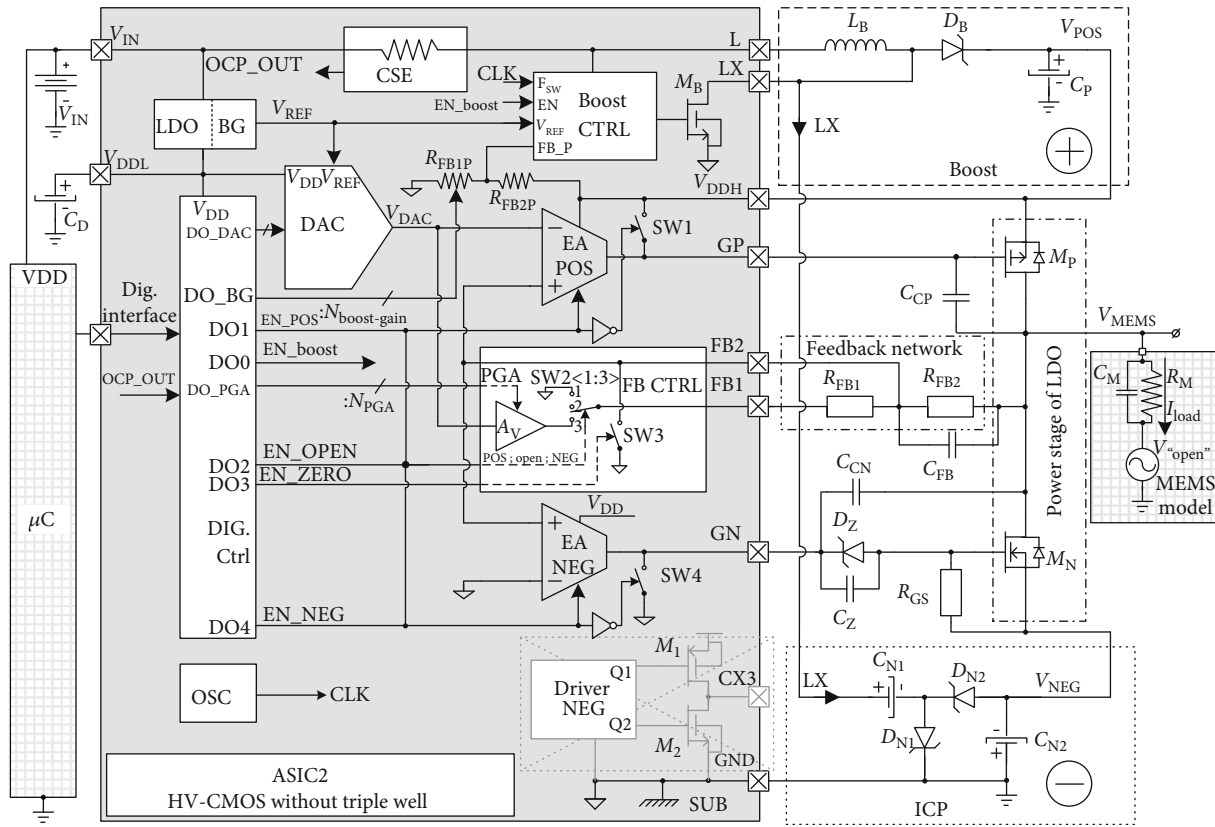 V_IN
L
L_B
D_B
V_POS
OCP_OUT
CSE
CLK
F_SW
EN_boost
EN
Boost
CTRL
V_REF
FB_P
M_B
LX
C_P
+
-
V_IN
LDO
BG
V_REF
LX
+
Boost
V_DDL
+
-
C_D
R_FB1P
R_FB2P
V_DDH
V_DD
V_DD V_REF
DO_DAC
DAC
V_DAC
−
EA
POS
+
SW1
GP
M_P
C_CP
VDD
Dig.
interface
DO_BG
EN_POS
:N_boost-gain
DO1
DO0
EN_boost
OCP_OUT
DO_PGA
:N_PGA
PGA
SW2<1:3>
FB CTRL
1
2
3
A_V
SW3
POS ; open ; NEG
FB2
FB1
Feedback network
R_FB1
R_FB2
C_FB
V_MEMS
C_M
R_M
I_load
V_“open”
MEMS
model
Power stage of LDO
DO2
EN_OPEN
DO3
EN_ZERO
DIG.
Ctrl
μC
V_DD
+
EA
NEG
−
GN
SW4
C_CN
D_Z
C_Z
R_GS
M_N
DO4
EN_NEG
OSC
CLK
Driver
NEG
Q1
Q2
M_1
M_2
CX3
GND
SUB
LX
C_N1
+
-
D_N2
V_NEG
D_N1
-
+
C_N2
−
ICP
ASIC2
HV-CMOS without triple well